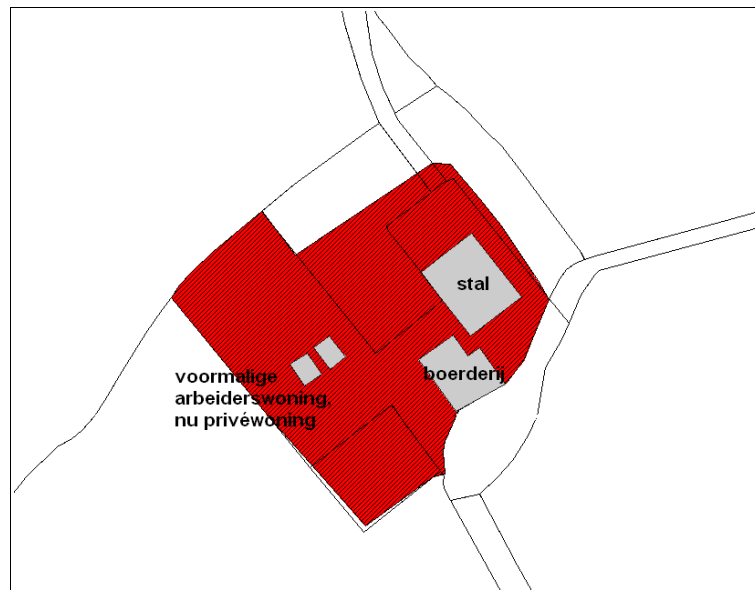 stal
boerderij
voormalige
arbeiderswoning,
nu privéwoning